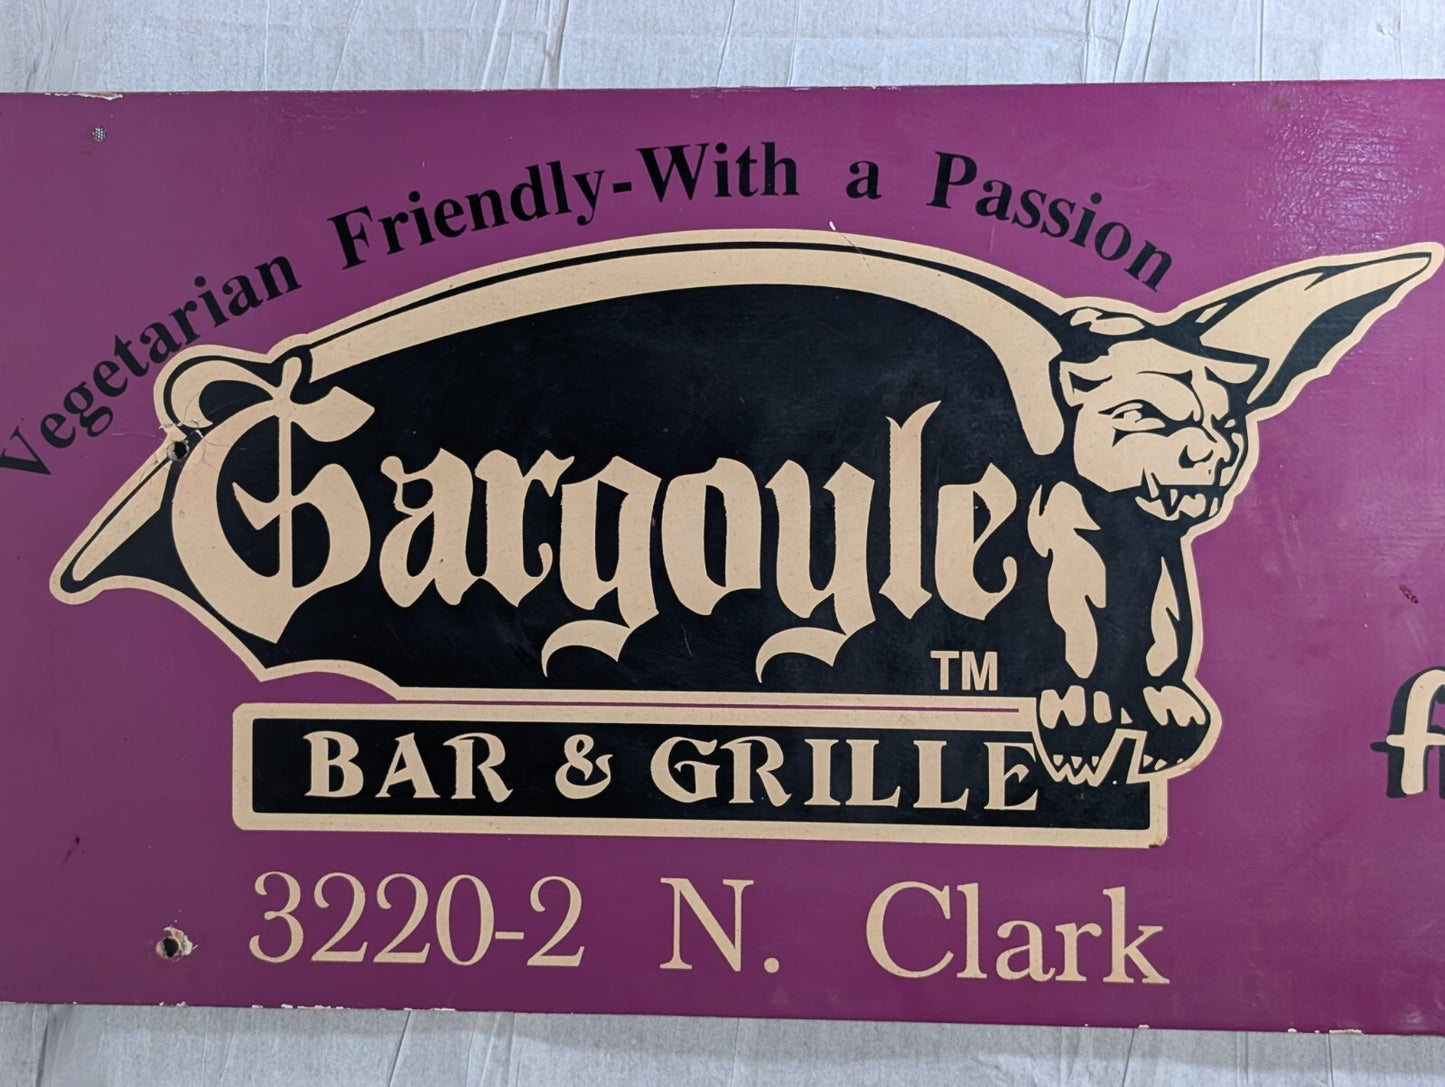 Vegetarian Friendly-With a Passion
Gargoyle
TM
BAR & GRILLE
3220-2 N. Clark